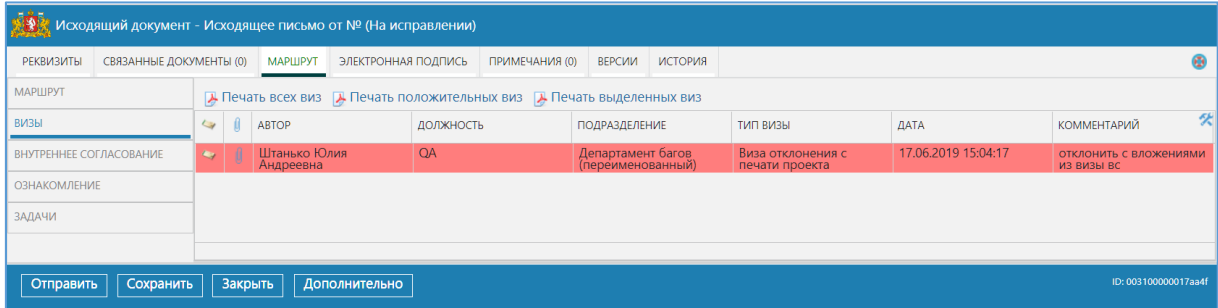 Исходящий документ - Исходящее письмо от № (На исправлении)
РЕКВИЗИТЫ СВЯЗАННЫЕ ДОКУМЕНТЫ (0) МАРШРУТ ЭЛЕКТРОННАЯ ПОДПИСЬ ПРИМЕЧАНИЯ (0) ВЕРСИИ ИСТОРИЯ
МАРШРУТ
ВИЗЫ
ВНУТРЕННЕЕ СОГЛАСОВАНИЕ
ОЗНАКОМЛЕНИЕ
ЗАДАЧИ
Печать всех виз Печать положительных виз Печать выделенных виз
АВТОР ДОЛЖНОСТЬ ПОДРАЗДЕЛЕНИЕ ТИП ВИЗЫ ДАТА КОММЕНТАРИЙ
Штанько Юлия QA Департамент багов Виза отклонения с 17.06.2019 15:04:17 отклонить с вложениями
Андреевна (переименованный) печати проекта из визы вс
Отправить Сохранить Закрыть Дополнительно
ID: 003100000017aa4f